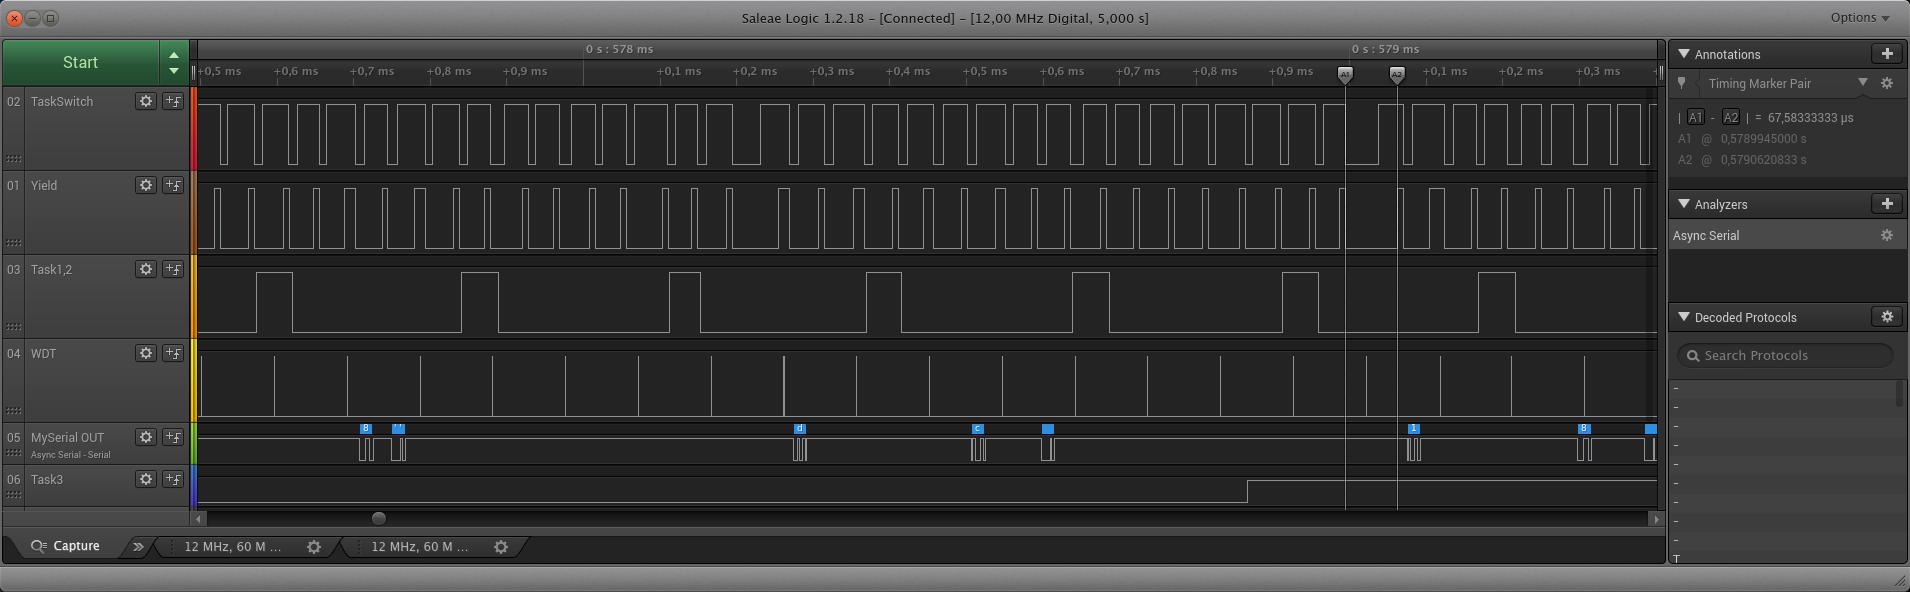 Saleae Logic 1.2.18 – [Connected] – [12,00 MHz Digital, 5,000 s]
Options
Start
0 s : 578 ms
0 s : 579 ms
+0,5 ms +0,6 ms +0,7 ms +0,8 ms +0,9 ms +0,1 ms +0,2 ms +0,3 ms +0,4 ms +0,5 ms +0,6 ms +0,7 ms +0,8 ms +0,9 ms A1 A2 +0,1 ms +0,2 ms +0,3 ms
02 TaskSwitch
01 Yield
03 Task1,2
04 WDT
05 MySerial OUT
Async Serial - Serial
8 d c 1 8
06 Task3
Capture
12 MHz, 60 M ...
12 MHz, 60 M ...
Annotations
Timing Marker Pair
| A1 - A2 | = 67,58333333 µs
A1 @ 0,5789945000 s
A2 @ 0,5790620833 s
Analyzers
Async Serial
Decoded Protocols
Search Protocols
-
-
-
-
-
-
-
-
-
T